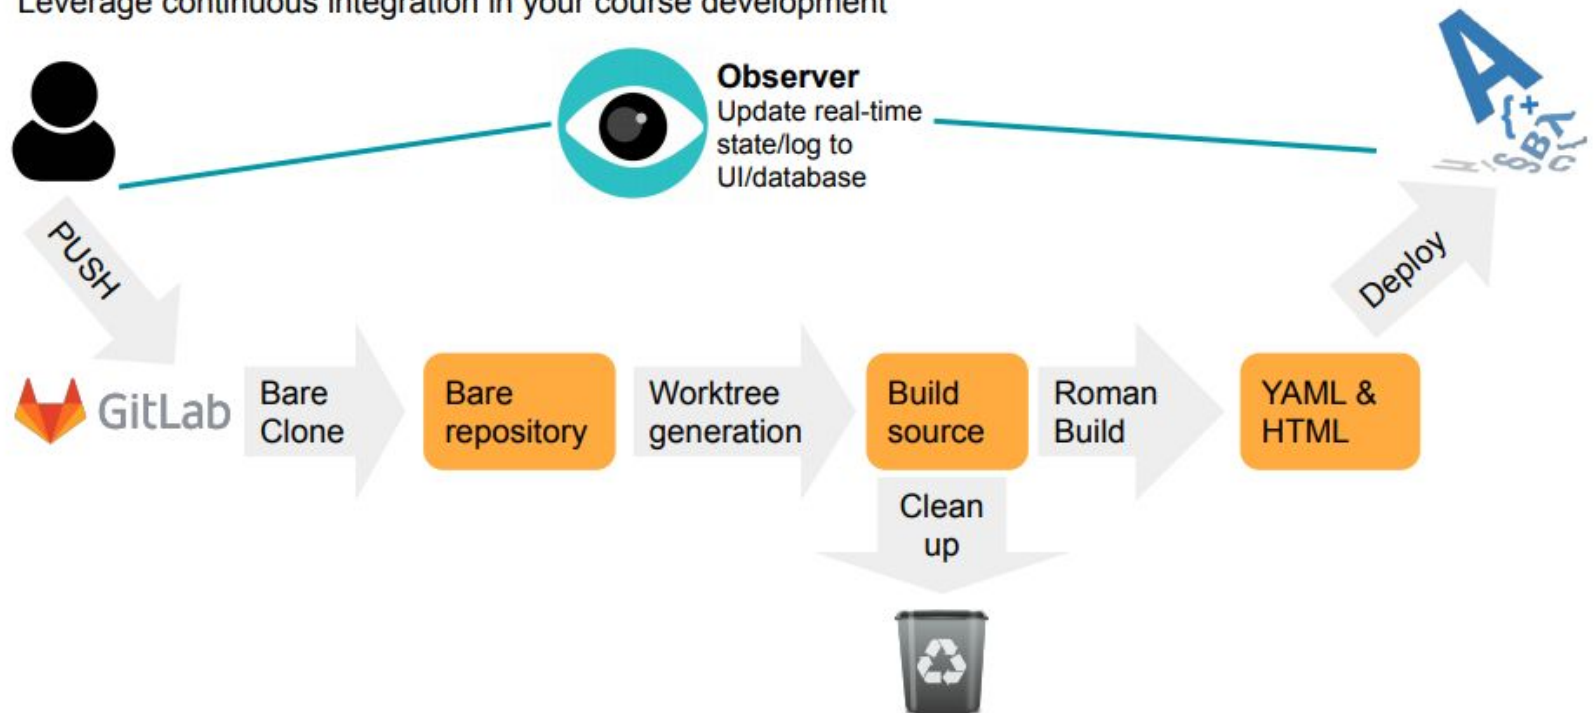 Leverage continuous integration in your course development
Observer
Update real-time
state/log to
UI/database
PUSH
Deploy
GitLab
Bare
Clone
Bare
repository
Worktree
generation
Build
source
Roman
Build
YAML &
HTML
Clean
up
A